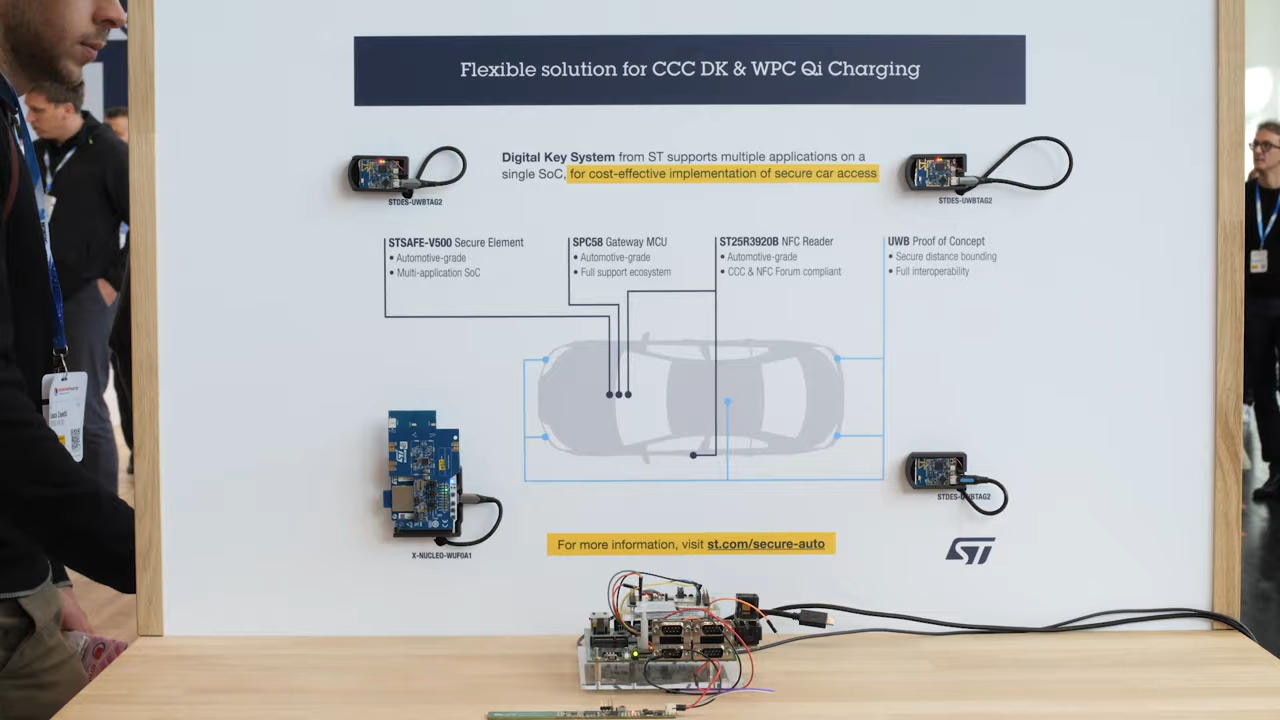 Flexible solution for CCC DK & WPC Qi Charging
Digital Key System from ST supports multiple applications on a
single SoC, for cost-effective implementation of secure car access
STDES-UWBTAG2
STDES-UWBTAG2
STSAFE-V500 Secure Element
• Automotive-grade
• Multi-application SoC
SPC58 Gateway MCU
• Automotive-grade
• Full support ecosystem
ST25R3920B NFC Reader
• Automotive-grade
• CCC & NFC Forum compliant
UWB Proof of Concept
• Secure distance bounding
• Full interoperability
STDES-UWBTAG2
X-NUCLEO-WUF0A1
For more information, visit st.com/secure-auto
ST